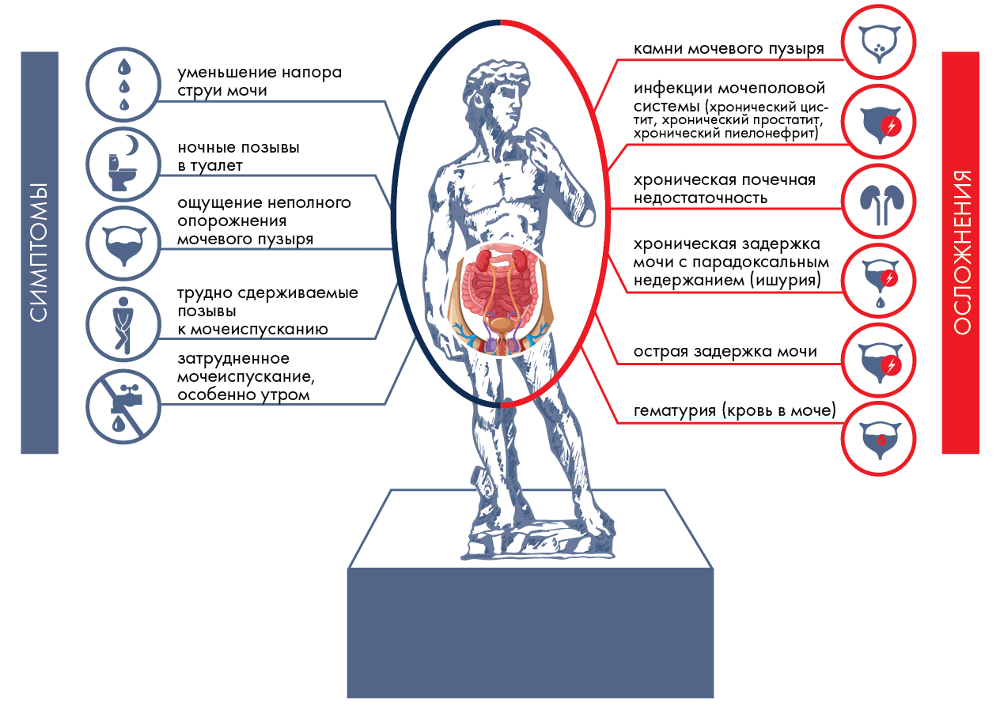 СИМПТОМЫ
уменьшение напора
струи мочи
ночные позывы
в туалет
ощущение неполного
опорожнения
мочевого пузыря
трудно сдерживаемые
позывы
к мочеиспусканию
затрудненное
мочеиспускание,
особенно утром
камни мочевого пузыря
инфекции мочеполовой
системы (хронический цис-
тит, хронический простатит,
хронический пиелонефрит)
хроническая почечная
недостаточность
хроническая задержка
мочи с парадоксальным
недержанием (ишурия)
острая задержка мочи
гематурия (кровь в моче)
ОСЛОЖНЕНИЯ